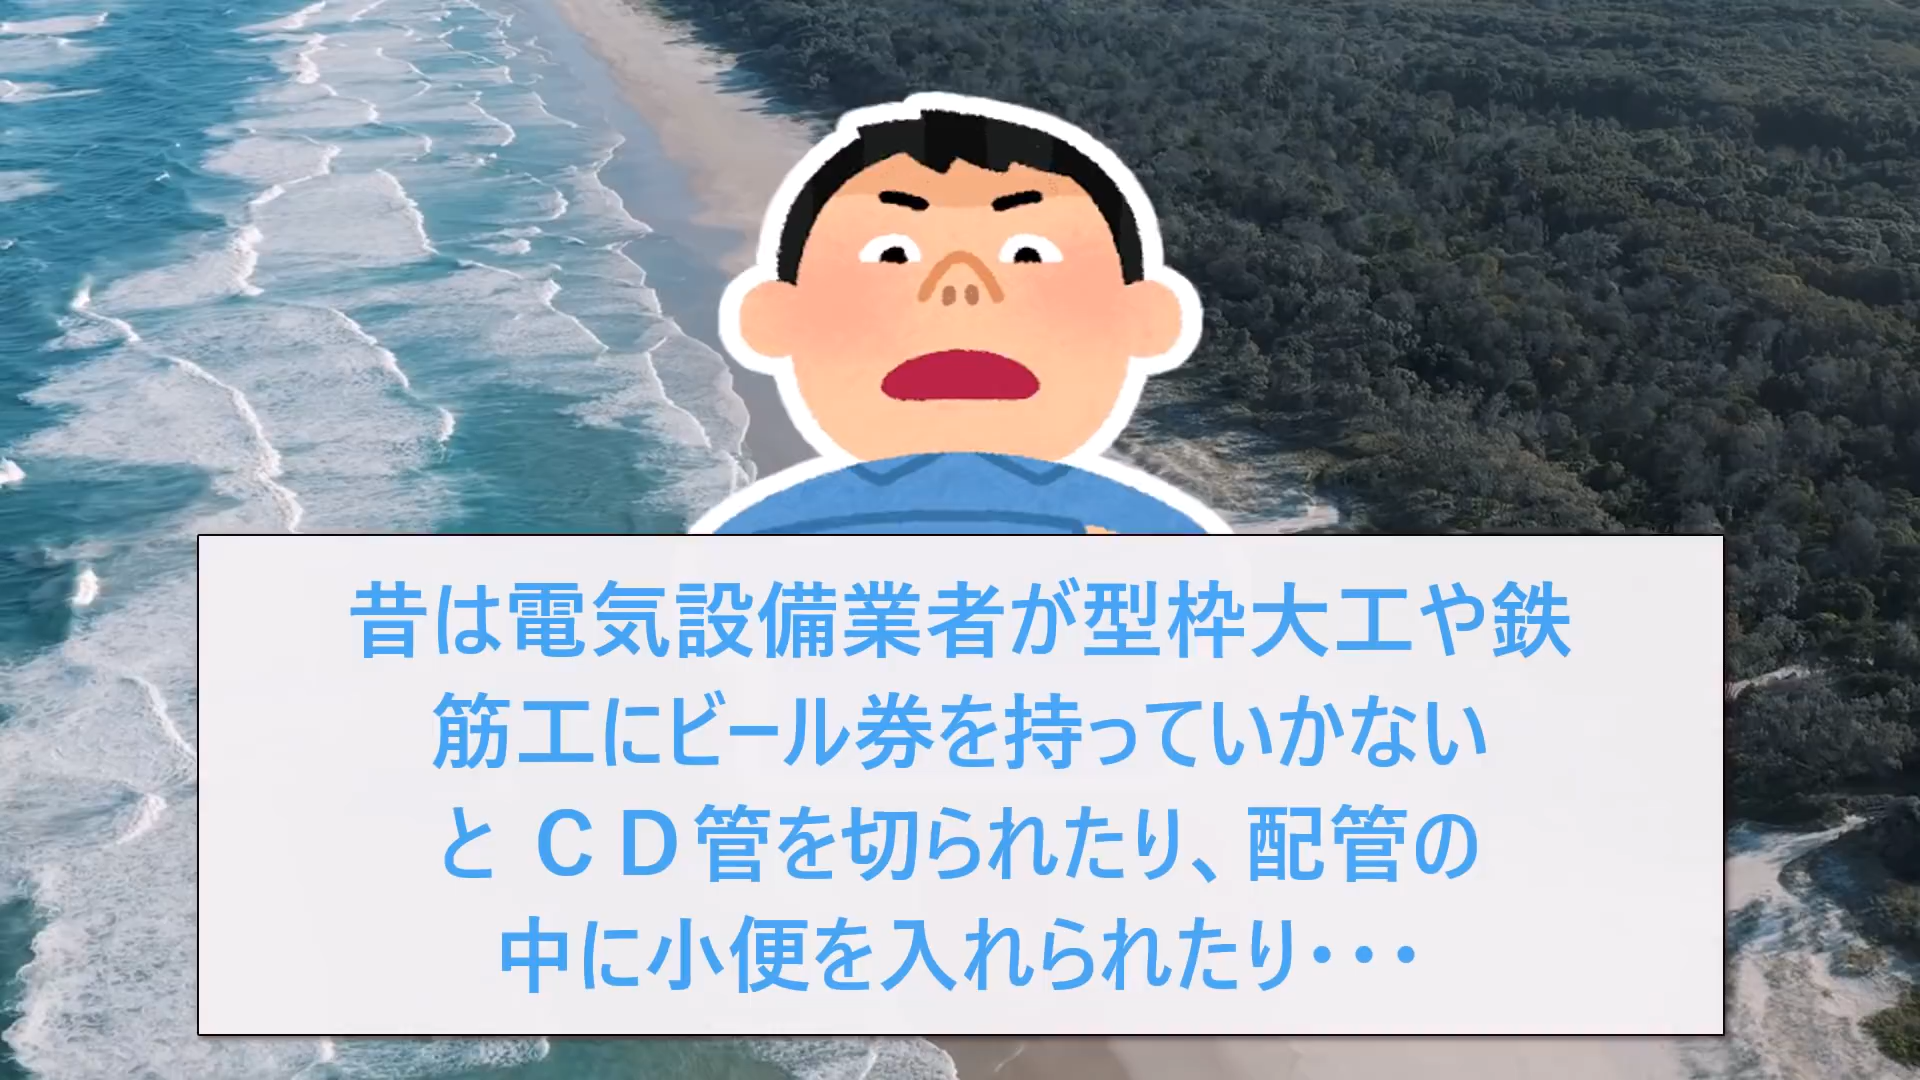 昔は電気設備業者が型枠大工や鉄
筋工にビール券を持っていかない
と ＣＤ管を切られたり、配管の
中に小便を入れられたり・・・